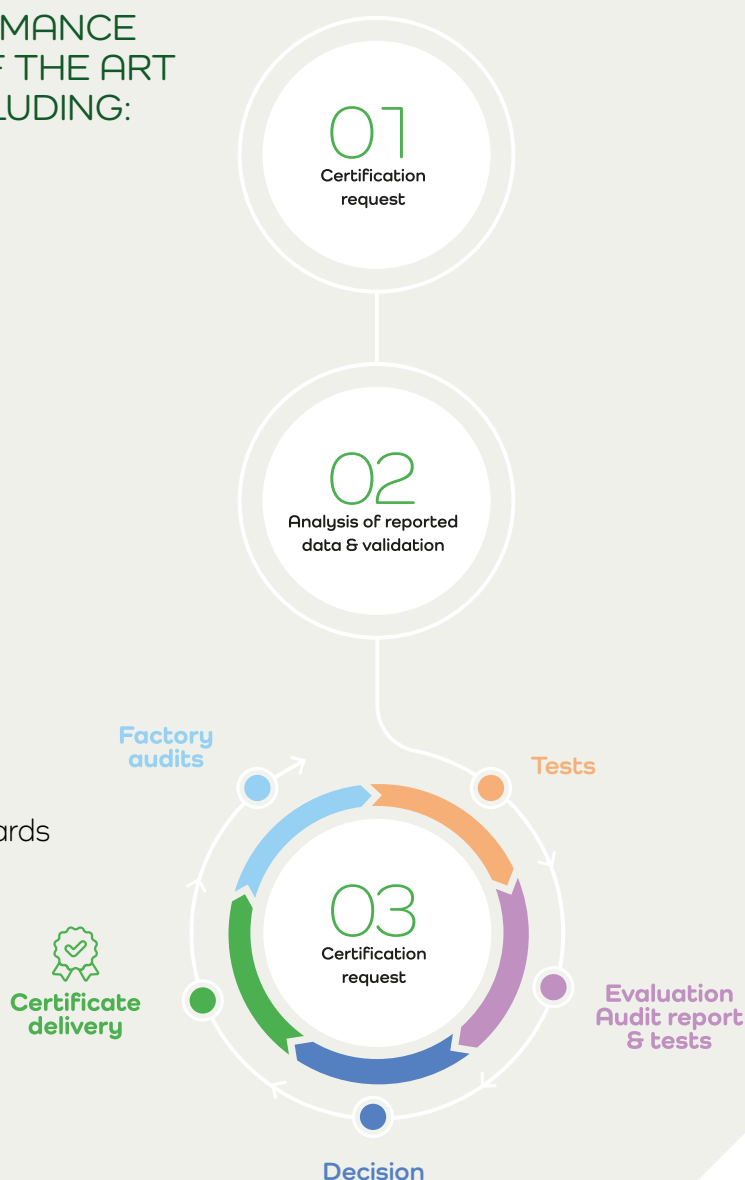 MANCE
F THE ART
LUDING:
01
Certification
request
02
Analysis of reported
data & validation
Factory
audits
Tests
ards
03
Certification
request
Certificate
delivery
Evaluation
Audit report
& tests
Decision